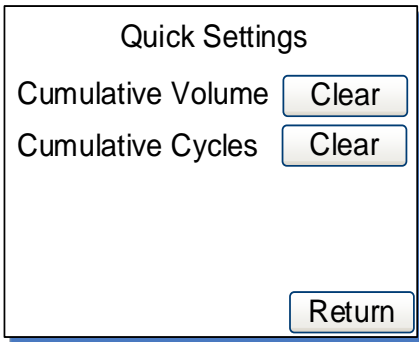 Quick Settings
Cumulative Volume Clear
Cumulative Cycles Clear
Return